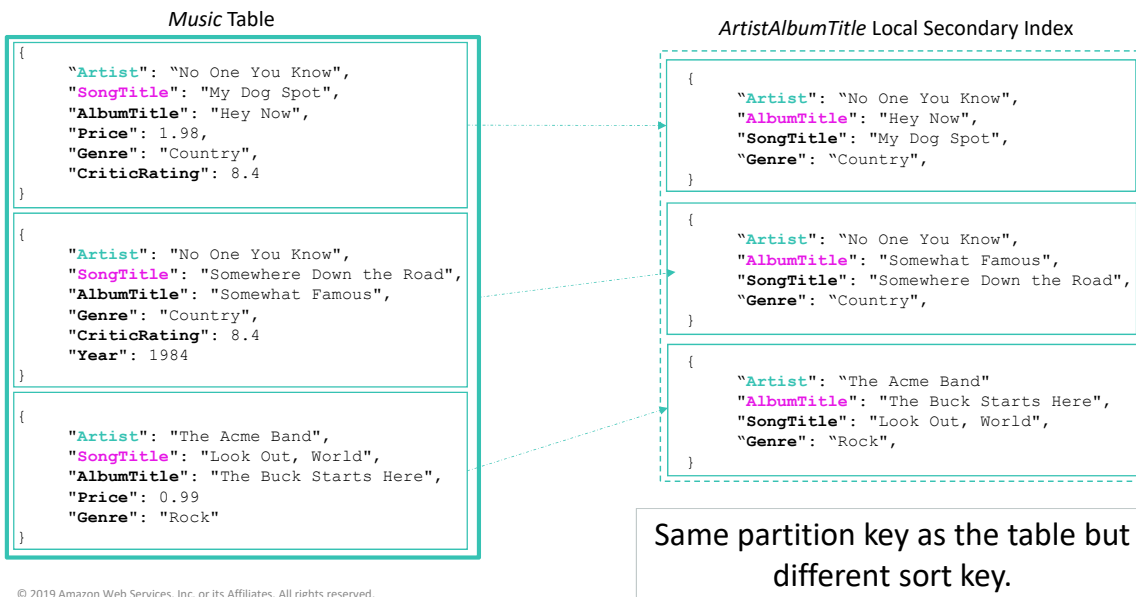 Music Table
{
"Artist": "No One You Know",
"SongTitle": "My Dog Spot",
"AlbumTitle": "Hey Now",
"Price": 1.98,
"Genre": "Country",
"CriticRating": 8.4
}
{
"Artist": "No One You Know",
"SongTitle": "Somewhere Down the Road",
"AlbumTitle": "Somewhat Famous",
"Genre": "Country",
"CriticRating": 8.4
"Year": 1984
}
{
"Artist": "The Acme Band",
"SongTitle": "Look Out, World",
"AlbumTitle": "The Buck Starts Here",
"Price": 0.99
"Genre": "Rock"
}
ArtistAlbumTitle Local Secondary Index
{
“Artist": “No One You Know",
"AlbumTitle": "Hey Now",
"SongTitle": "My Dog Spot",
“Genre": “Country",
}
{
“Artist": "No One You Know",
"AlbumTitle": "Somewhat Famous",
"SongTitle": "Somewhere Down the Road",
“Genre": “Country",
}
{
“Artist": “The Acme Band"
"AlbumTitle": "The Buck Starts Here",
"SongTitle": "Look Out, World",
“Genre": “Rock",
}
Same partition key as the table but
different sort key.
© 2019 Amazon Web Services, Inc. or its Affiliates. All rights reserved.